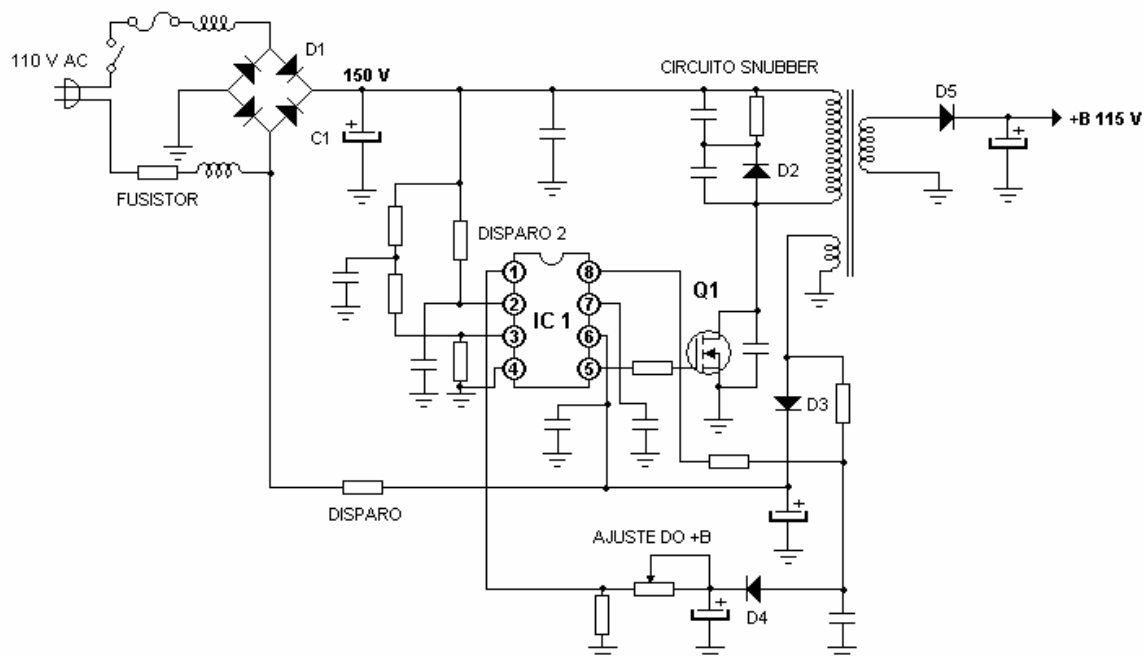 110 V AC
D1
150 V
C1
FUSISTOR
CIRCUITO SNUBBER
D2
D5
+B 115 V
+
+
DISPARO 2
1
2
3
4
IC 1
8
7
6
5
Q1
D3
DISPARO
+
AJUSTE DO +B
+
D4